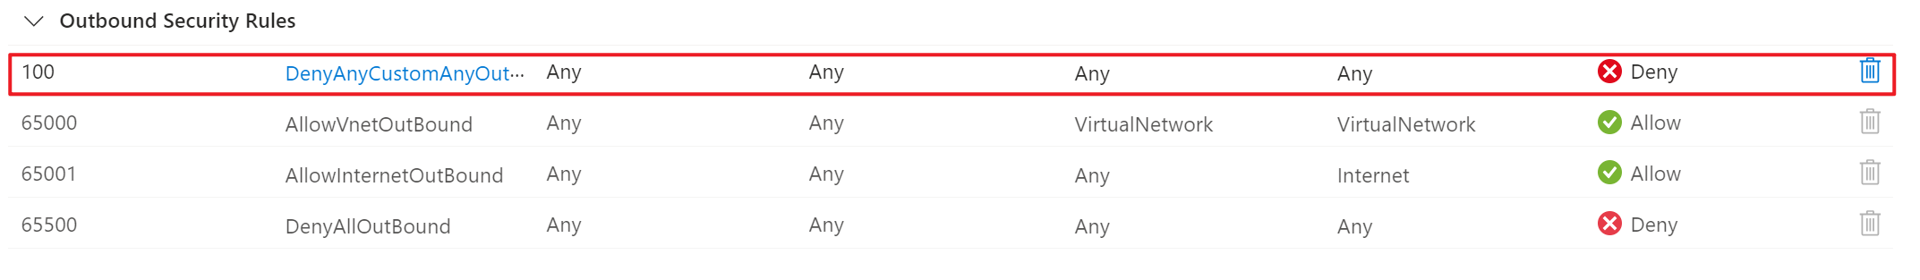 Outbound Security Rules
100 DenyAnyCustomAnyOut··· Any Any Any Any Deny
65000 AllowVnetOutBound Any Any VirtualNetwork VirtualNetwork Allow
65001 AllowInternetOutBound Any Any Any Internet Allow
65500 DenyAllOutBound Any Any Any Any Deny